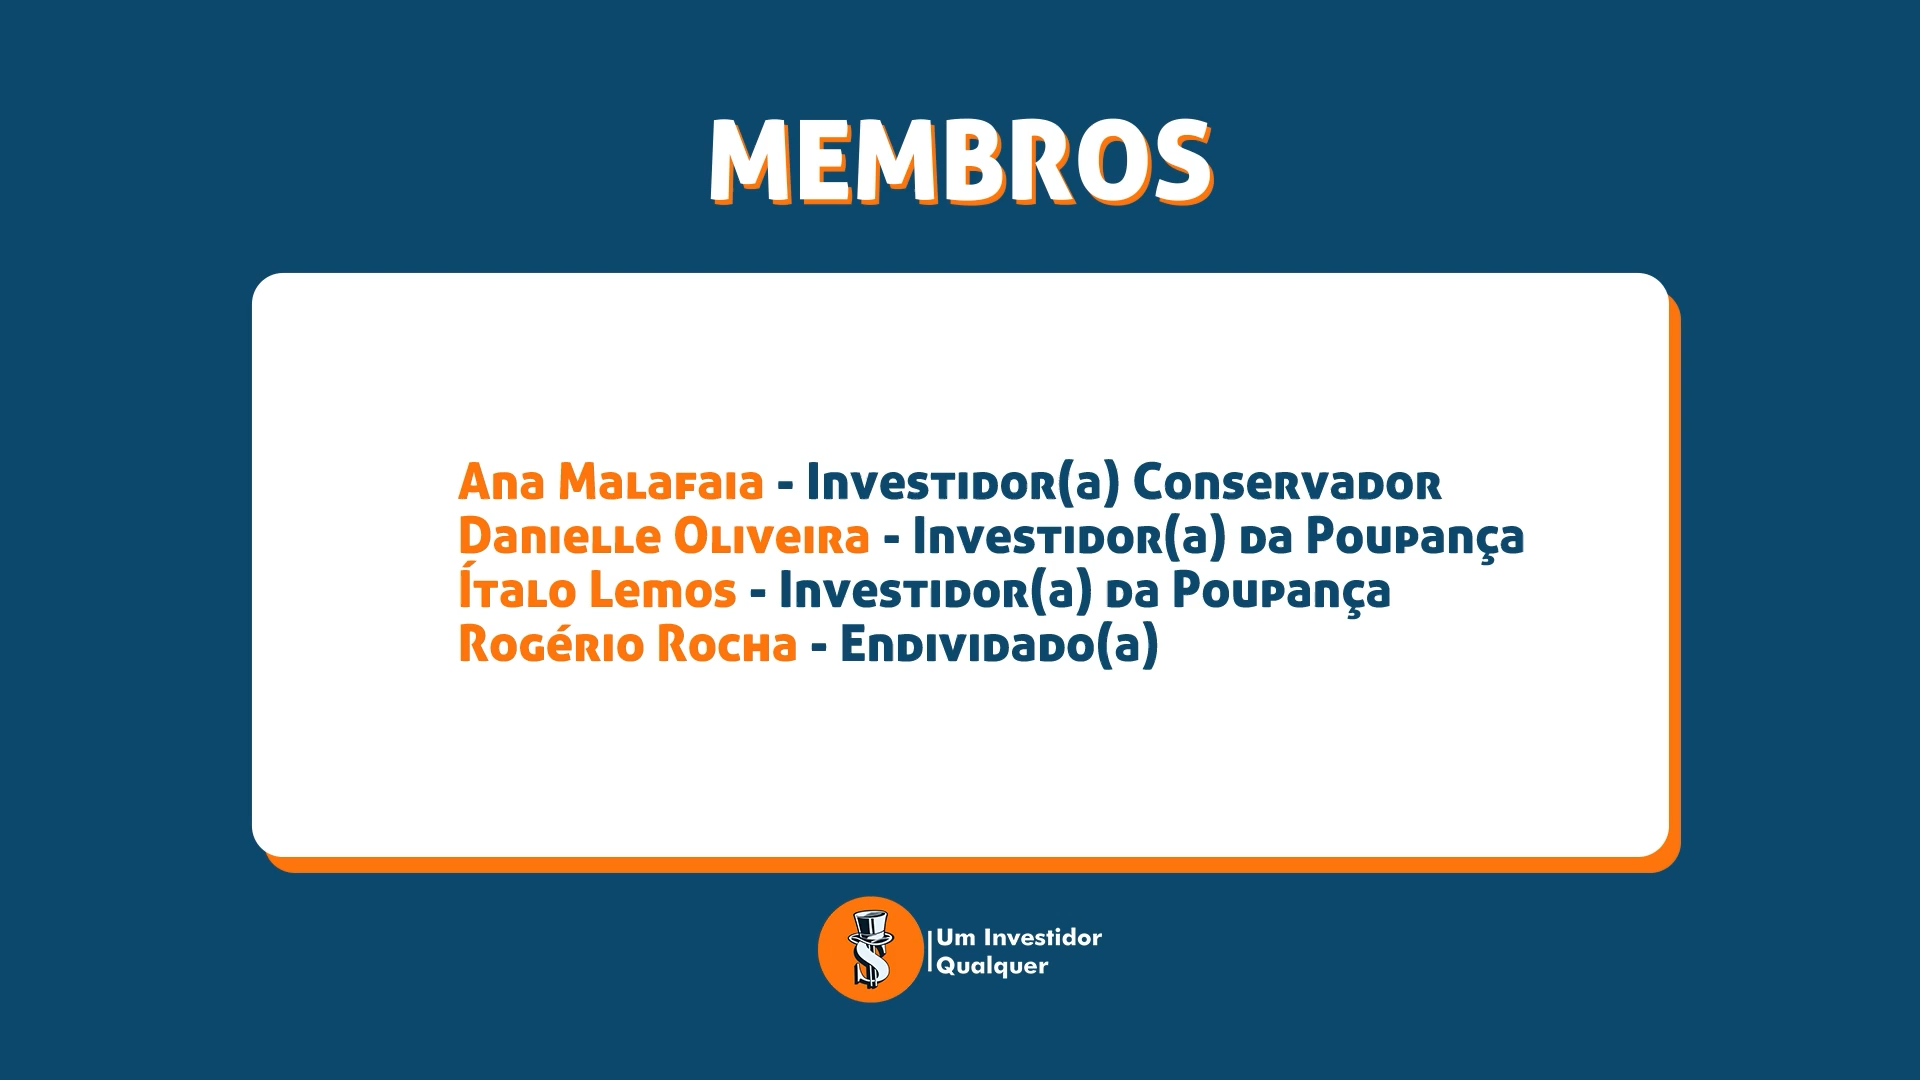 MEMBROS
Ana Malafaia - Investidor(a) Conservador
Danielle Oliveira - Investidor(a) da Poupança
Ítalo Lemos - Investidor(a) da Poupança
Rogério Rocha - Endividado(a)
Um Investidor
Qualquer